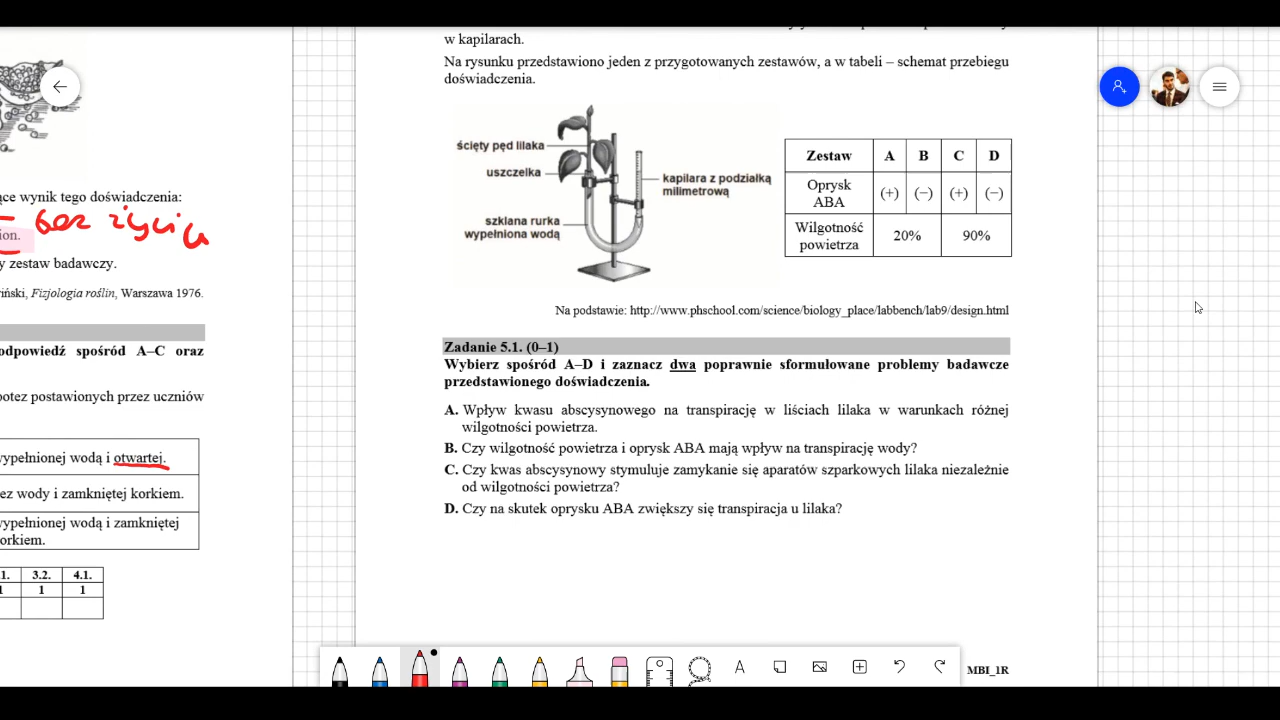 w kapilarach.
Na rysunku przedstawiono jeden z przygotowanych zestawów, a w tabeli – schemat przebiegu
doświadczenia.
ścięty pęd lilaka
uszczelka
szklana rurka
wypełniona wodą
kapilara z podziałką
milimetrową
Zestaw A B C D
Oprysk
ABA (+) (−) (+) (−)
Wilgotność
powietrza 20% 90%
Na podstawie: http://www.phschool.com/science/biology_place/labbench/lab9/design.html
Zadanie 5.1. (0–1)
Wybierz spośród A–D i zaznacz dwa poprawnie sformułowane problemy badawcze
przedstawionego doświadczenia.
A. Wpływ kwasu abscysynowego na transpirację w liściach lilaka w warunkach różnej
wilgotności powietrza.
B. Czy wilgotność powietrza i oprysk ABA mają wpływ na transpirację wody?
C. Czy kwas abscysynowy stymuluje zamykanie się aparatów szparkowych lilaka niezależnie
od wilgotności powietrza?
D. Czy na skutek oprysku ABA zwiększy się transpiracja u lilaka?
MBI_1R
ące wynik tego doświadczenia:
bez życia
ion.
y zestaw badawczy.
iński, Fizjologia roślin, Warszawa 1976.
odpowiedź spośród A–C oraz
potez postawionych przez uczniów
wypełnionej wodą i otwartej.
ez wody i zamkniętej korkiem.
wypełnionej wodą i zamkniętej
korkiem.
1. 3.2. 4.1.
1 1 1
A